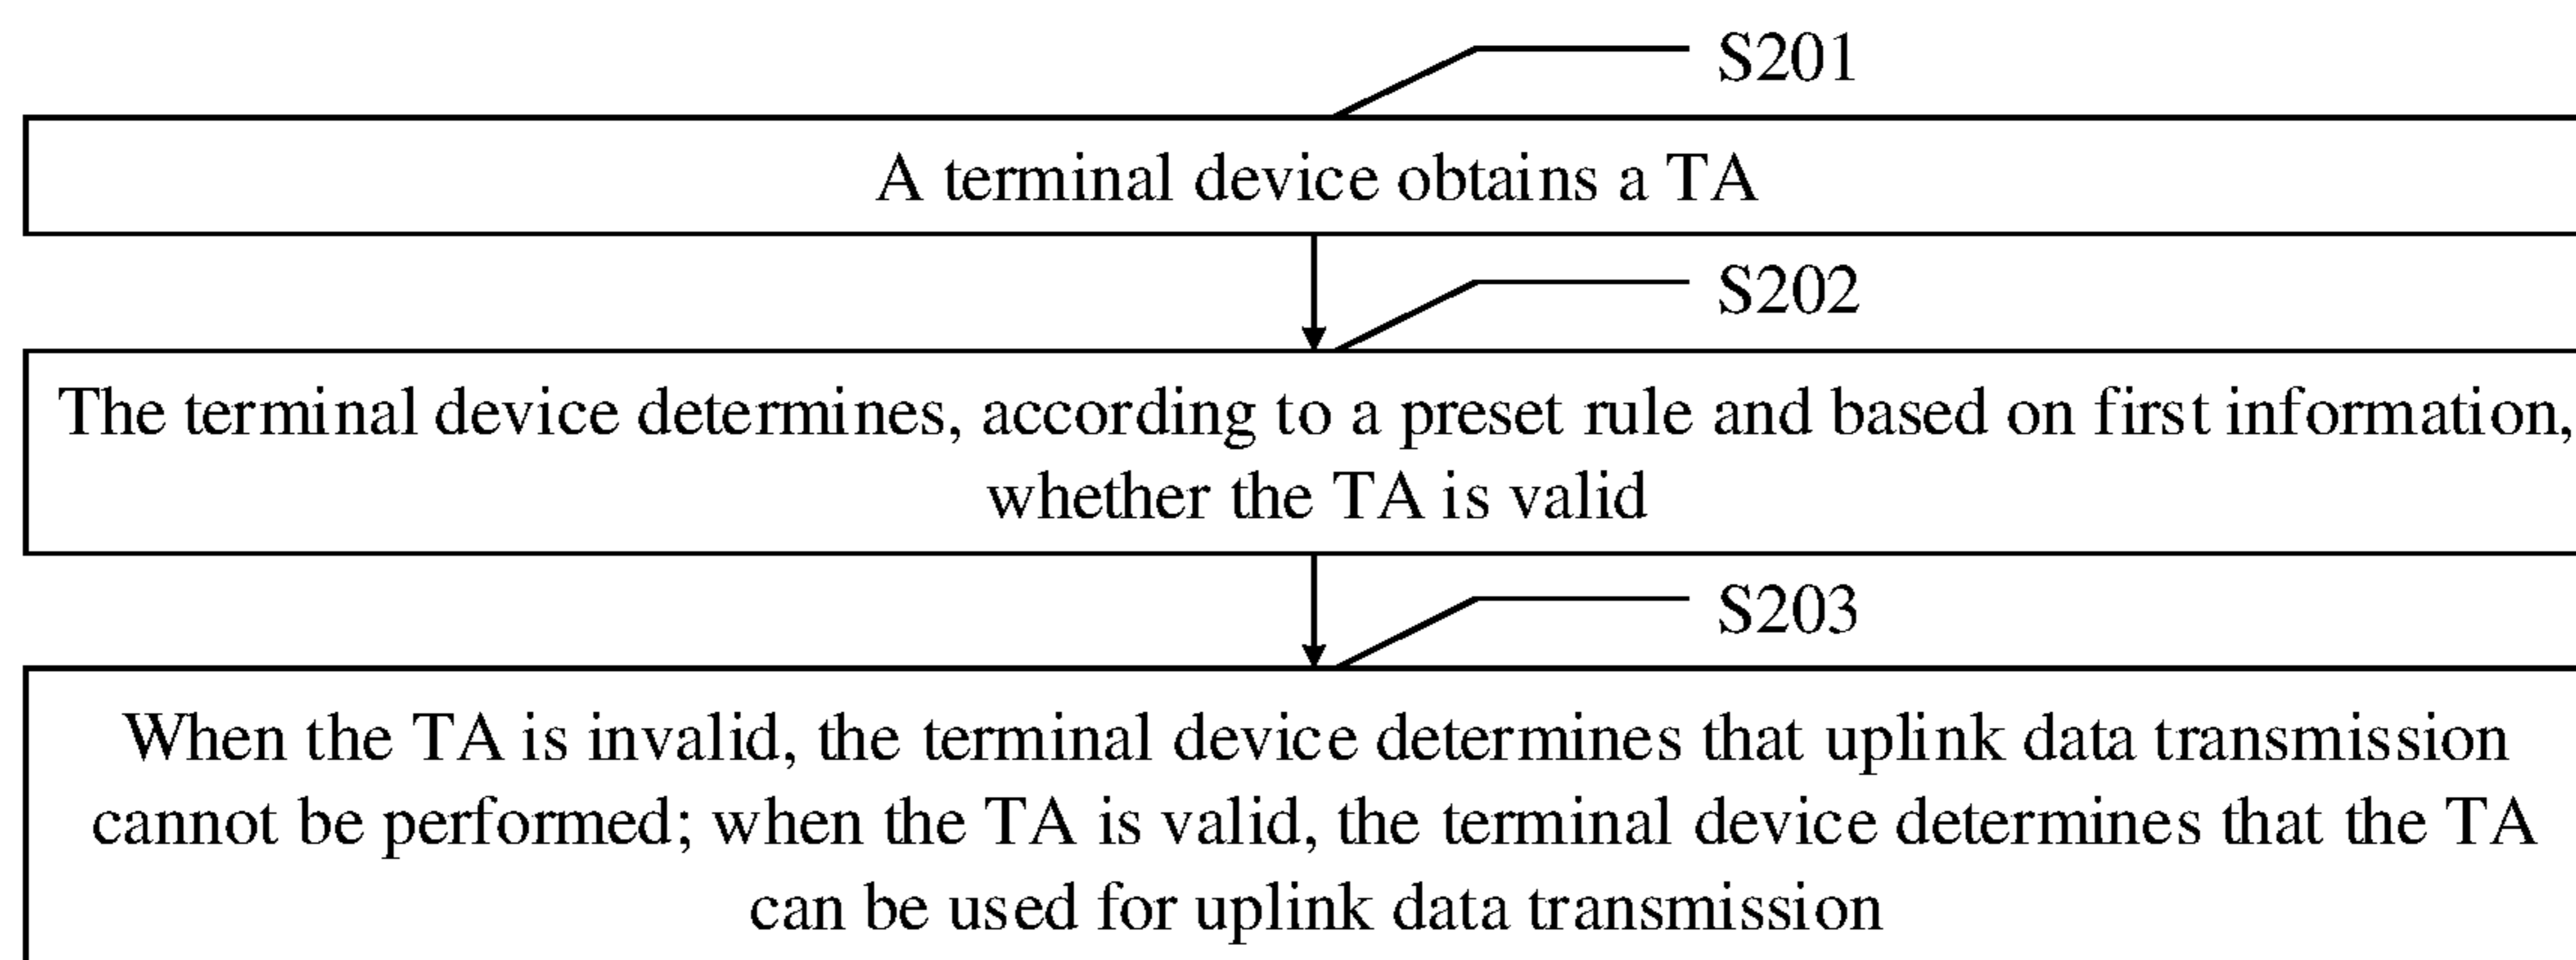 S201
A terminal device obtains a TA
S202
The terminal device determines, according to a preset rule and based on first information,
whether the TA is valid
S203
When the TA is invalid, the terminal device determines that uplink data transmission
cannot be performed; when the TA is valid, the terminal device determines that the TA
can be used for uplink data transmission